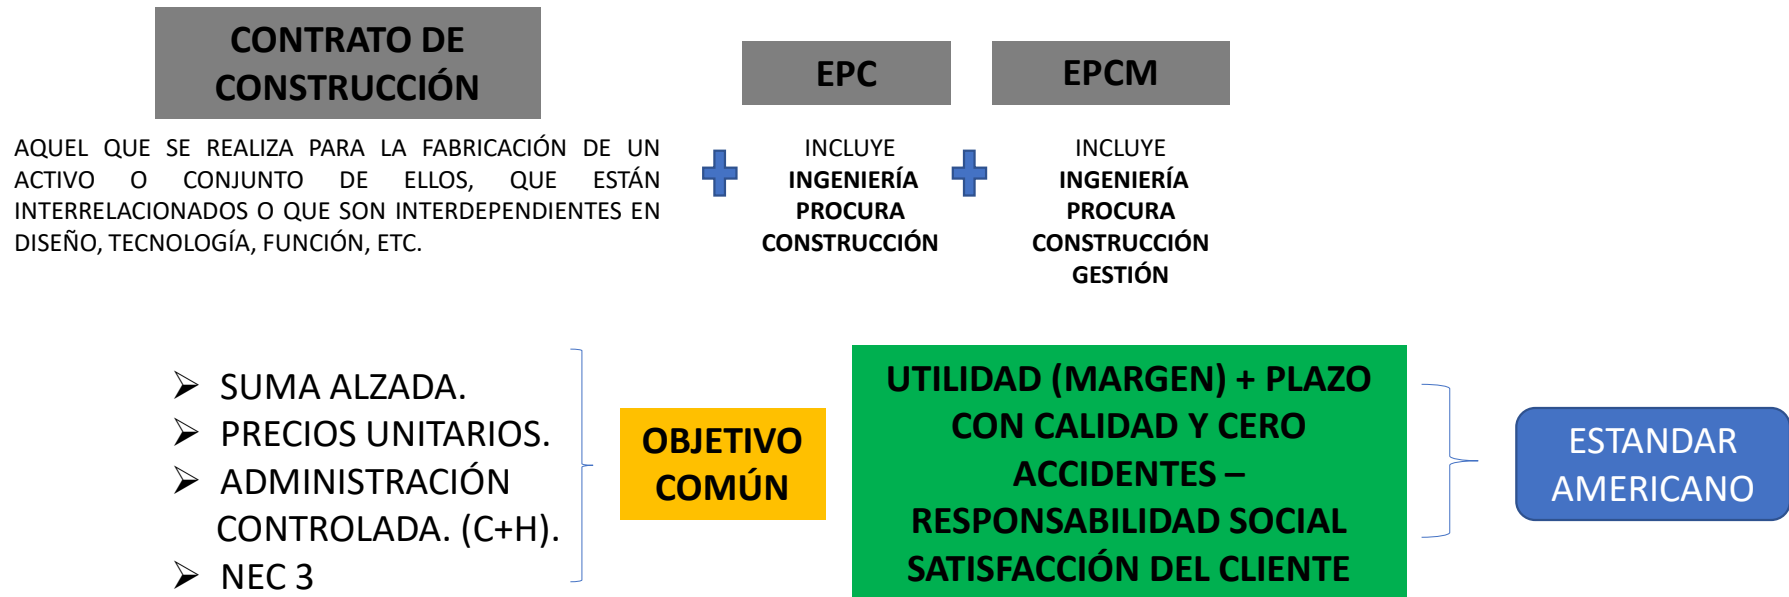 CONTRATO DE
CONSTRUCCIÓN
EPC
EPCM
AQUEL QUE SE REALIZA PARA LA FABRICACIÓN DE UN
ACTIVO O CONJUNTO DE ELLOS, QUE ESTÁN
INTERRELACIONADOS O QUE SON INTERDEPENDIENTES EN
DISEÑO, TECNOLOGÍA, FUNCIÓN, ETC.
INCLUYE
INGENIERÍA
PROCURA
CONSTRUCCIÓN
INCLUYE
INGENIERÍA
PROCURA
CONSTRUCCIÓN
GESTIÓN
➢ SUMA ALZADA.
➢ PRECIOS UNITARIOS.
➢ ADMINISTRACIÓN
CONTROLADA. (C+H).
➢ NEC 3
OBJETIVO
COMÚN
UTILIDAD (MARGEN) + PLAZO
CON CALIDAD Y CERO
ACCIDENTES –
RESPONSABILIDAD SOCIAL
SATISFACCIÓN DEL CLIENTE
ESTANDAR
AMERICANO